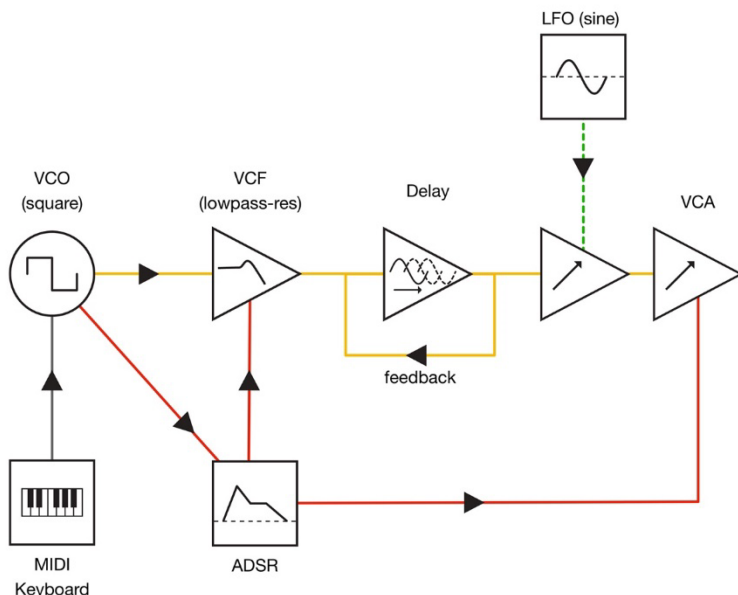 LFO (sine)
VCO
(square)
VCF
(lowpass-res)
Delay
VCA
feedback
MIDI
Keyboard
ADSR